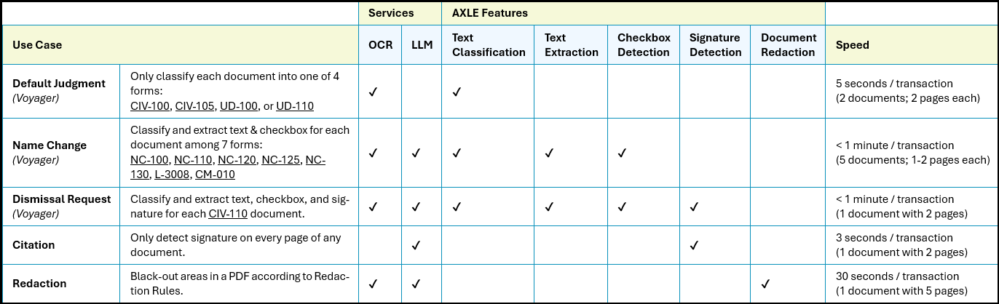 Services AXLE Features
Use Case OCR LLM Text Classification Text Extraction Checkbox Detection Signature Detection Document Redaction Speed
Default Judgment
(Voyager)
Only classify each document into one of 4
forms:
CIV-100, CIV-105, UD-100, or UD-110
✓ ✓
5 seconds / transaction
(2 documents; 2 pages each)
Name Change
(Voyager)
Classify and extract text & checkbox for each
document among 7 forms:
NC-100, NC-110, NC-120, NC-125, NC-
130, L-3008, CM-010
✓ ✓ ✓ ✓ ✓
< 1 minute / transaction
(5 documents; 1-2 pages each)
Dismissal Request
(Voyager)
Classify and extract text, checkbox, and sig-
nature for each CIV-110 document.
✓ ✓ ✓ ✓ ✓ ✓
< 1 minute / transaction
(1 document with 2 pages)
Citation
Only detect signature on every page of any
document.
✓ ✓
3 seconds / transaction
(1 document with 2 pages)
Redaction
Black-out areas in a PDF according to Redac-
tion Rules.
✓ ✓ ✓
30 seconds / transaction
(1 document with 5 pages)